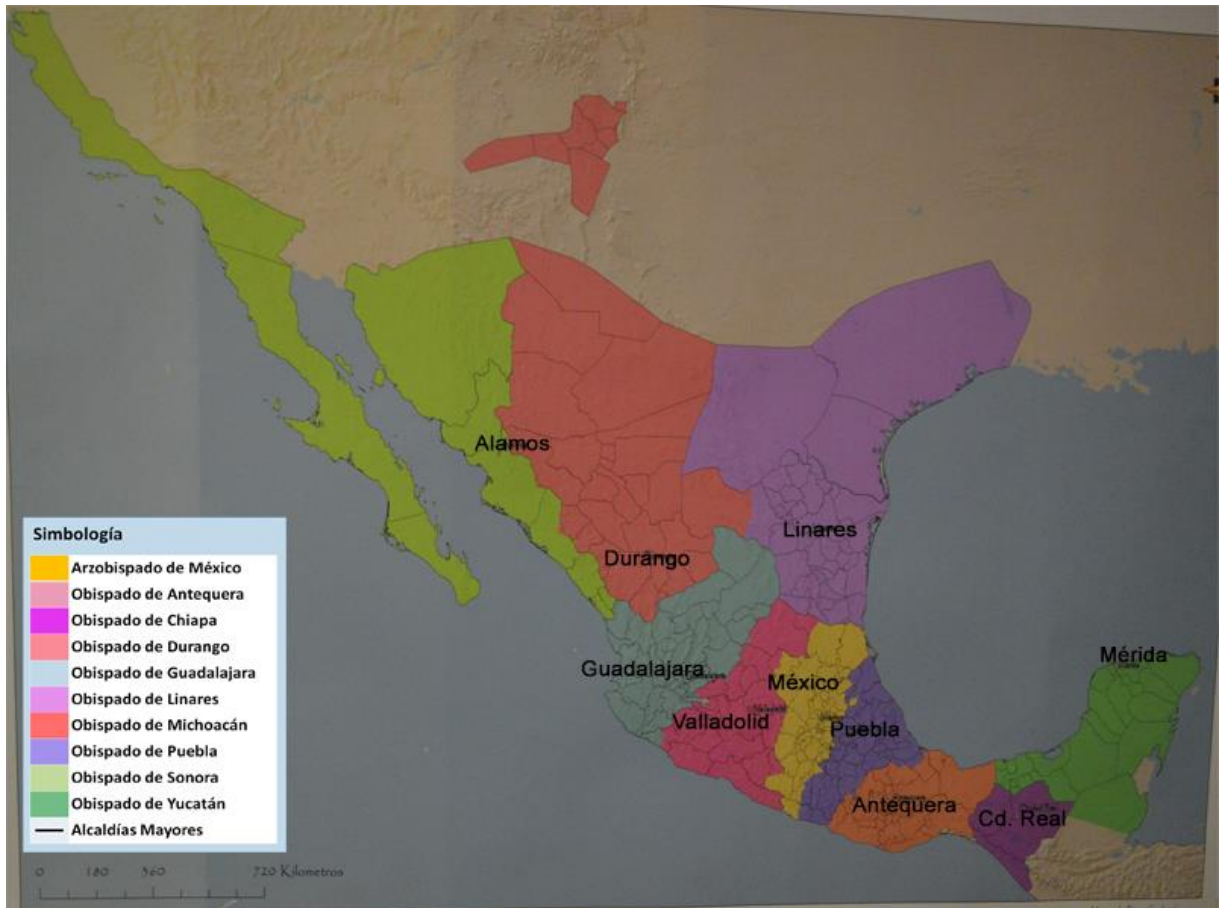 Alamos
Linares
Durango
Guadalajara
México
Mérida
Valladolid
Puebla
Antequera
Cd. Real
Simbología
Arzobispado de México
Obispado de Antequera
Obispado de Chiapa
Obispado de Durango
Obispado de Guadalajara
Obispado de Linares
Obispado de Michoacán
Obispado de Puebla
Obispado de Sonora
Obispado de Yucatán
Alcaldías Mayores
0 180 360 720 Kilometros